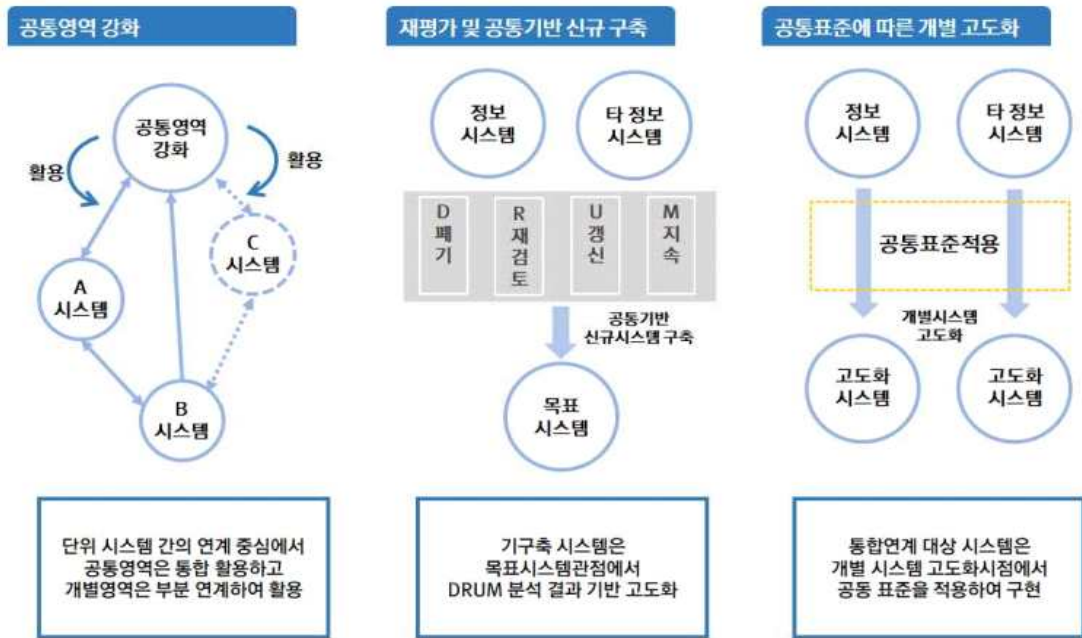 공통영역 강화
공통영역
강화
활용
활용
C
시스템
A
시스템
B
시스템
단위 시스템 간의 연계 중심에서
공통영역은 통합 활용하고
개별영역은 부분 연계하여 활용
재평가 및 공통기반 신규 구축
정보
시스템
타 정보
시스템
D
폐
기
R
재
검
토
U
갱
신
M
지
속
공통기반
신규시스템 구축
목표
시스템
기구축 시스템은
목표시스템관점에서
DRUM 분석 결과 기반 고도화
공통표준에 따른 개별 고도화
정보
시스템
타 정보
시스템
공통표준적용
개별시스템
고도화
고도화
시스템
고도화
시스템
통합연계 대상 시스템은
개별 시스템 고도화시점에서
공동 표준을 적용하여 구현